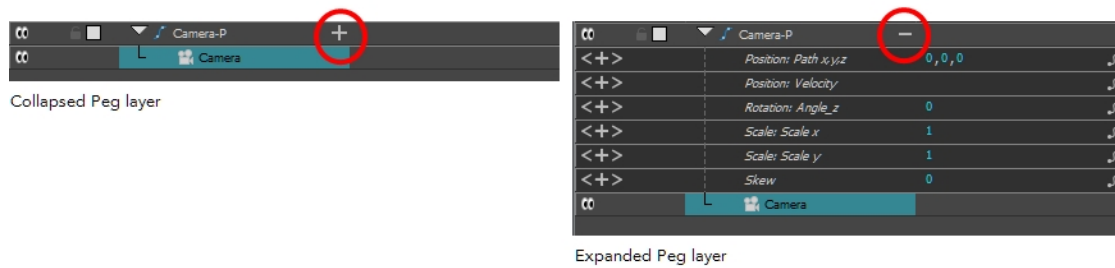 Camera-P
Camera
Collapsed Peg layer
Camera-P
Position: Path x,y,z 0,0,0
Position: Velocity
Rotation: Angle_z 0
Scale: Scale x 1
Scale: Scale y 1
Skew 0
Camera
Expanded Peg layer